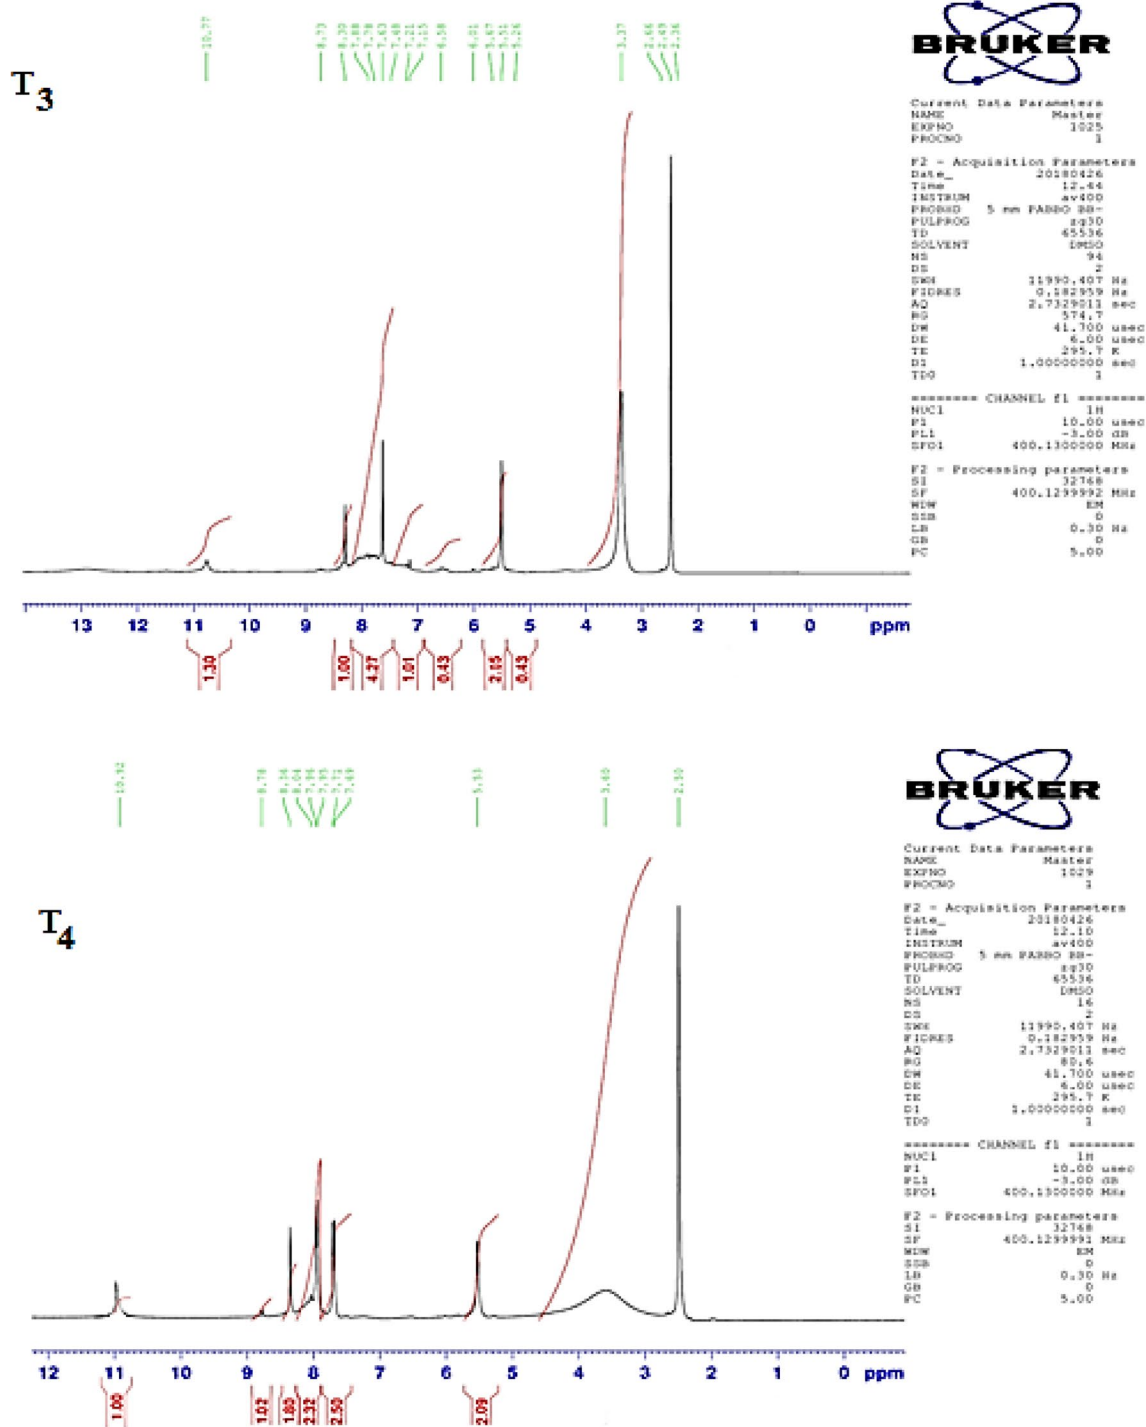 10.77 8.73 8.30 7.88 7.78 7.63 7.48 7.21 7.15 6.58 6.01 5.67 5.51 5.26 3.37 2.66 2.49 2.36
BRUKER
T3
Current Data Parameters
NAME Master
EXPNO 1025
PROCNO 1
F2 - Acquisition Parameters
Date_ 20180426
Time 12.44
INSTRUM av400
PROBHD 5 mm PABBO BB-
PULPROG zg30
TD 65536
SOLVENT DMSO
NS 94
DS 2
SWH 11990.407 Hz
FIDRES 0.182959 Hz
AQ 2.7329011 sec
RG 574.7
DW 41.700 usec
DE 6.00 usec
TE 295.7 K
D1 1.00000000 sec
TD0 1
======== CHANNEL f1 ========
NUC1 1H
P1 10.00 usec
PL1 -3.00 dB
SFO1 400.1300000 MHz
F2 - Processing parameters
SI 32768
SF 400.1299992 MHz
WDW EM
SSB 0
LB 0.30 Hz
GB 0
PC 5.00
13 12 11 10 9 8 7 6 5 4 3 2 1 0 ppm
1.30 1.00 4.27 1.01 0.43 0.43
10.92 8.78 8.34 8.04 7.96 7.95 7.71 7.69 5.53 3.60 2.50
BRUKER
T4
Current Data Parameters
NAME Master
EXPNO 1029
PROCNO 1
F2 - Acquisition Parameters
Date_ 20180426
Time 12.10
INSTRUM av400
PROBHD 5 mm PABBO BB-
PULPROG zg30
TD 65536
SOLVENT DMSO
NS 16
DS 2
SWH 11990.407 Hz
FIDRES 0.182959 Hz
AQ 2.7329011 sec
RG 80.6
DW 41.700 usec
DE 6.00 usec
TE 295.7 K
D1 1.00000000 sec
TD0 1
======== CHANNEL f1 ========
NUC1 1H
P1 10.00 usec
PL1 -3.00 dB
SFO1 400.1300000 MHz
F2 - Processing parameters
SI 32768
SF 400.1299991 MHz
WDW EM
SSB 0
LB 0.30 Hz
GB 0
PC 5.00
12 11 10 9 8 7 6 5 4 3 2 1 0 ppm
1.00 1.02 1.80 2.32 2.50 2.09